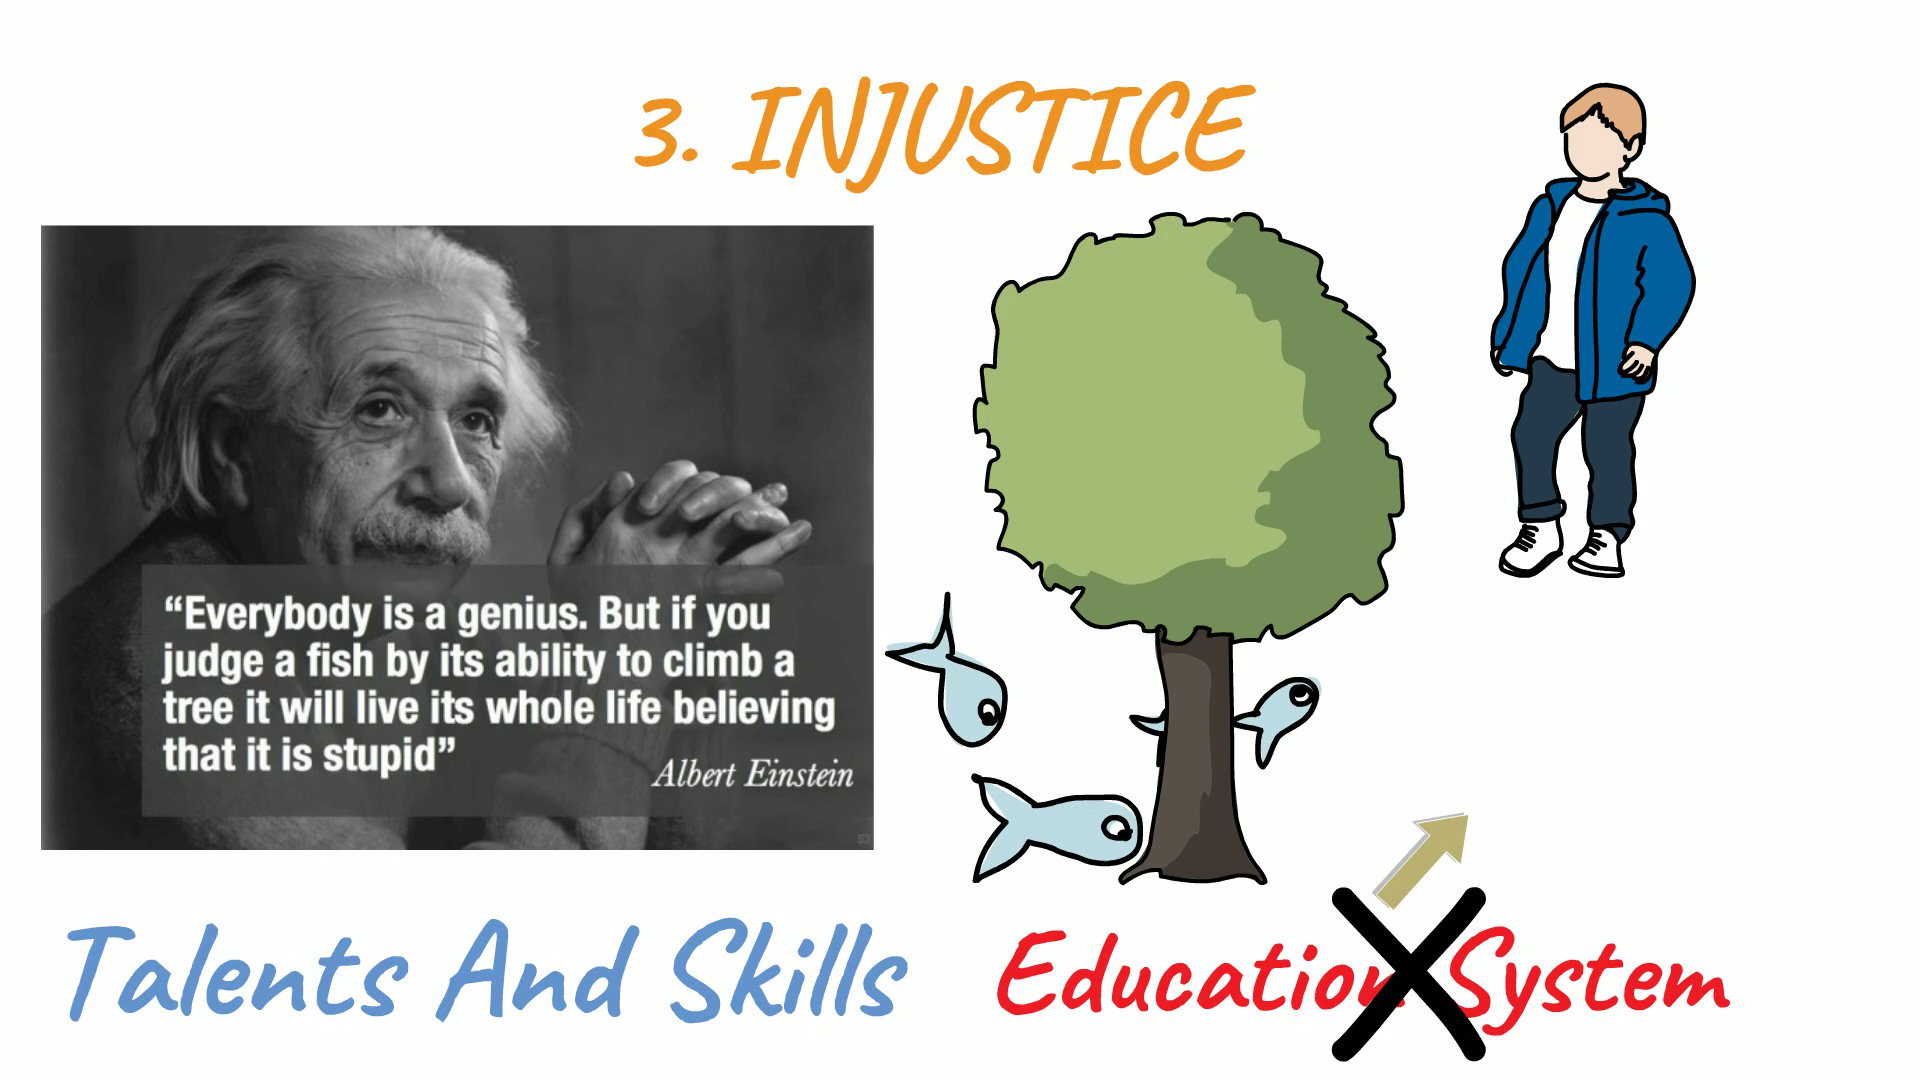 3. INJUSTICE
“Everybody is a genius. But if you
judge a fish by its ability to climb a
tree it will live its whole life believing
that it is stupid”
Albert Einstein
Talents And Skills
Education System